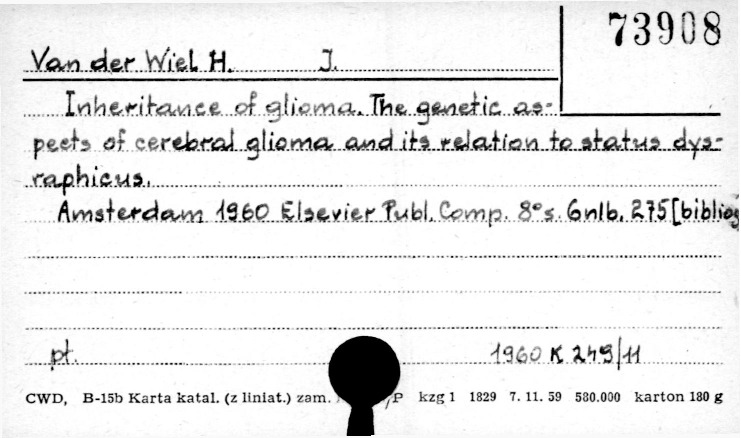 73908
Van der Wiel H. J.
Inheritance of glioma. The genetic as-
pects of cerebral glioma and its relation to status dys-
raphicus.
Amsterdam 1960 Elsevier Publ. Comp. 8° s. 6nlb. 275 [bibliog
pt. 1960 K 249/11
CWD, B-15b Karta katal. (z liniat.) zam. /P kzg 1 1829 7. 11. 59 580.000 karton 180 g